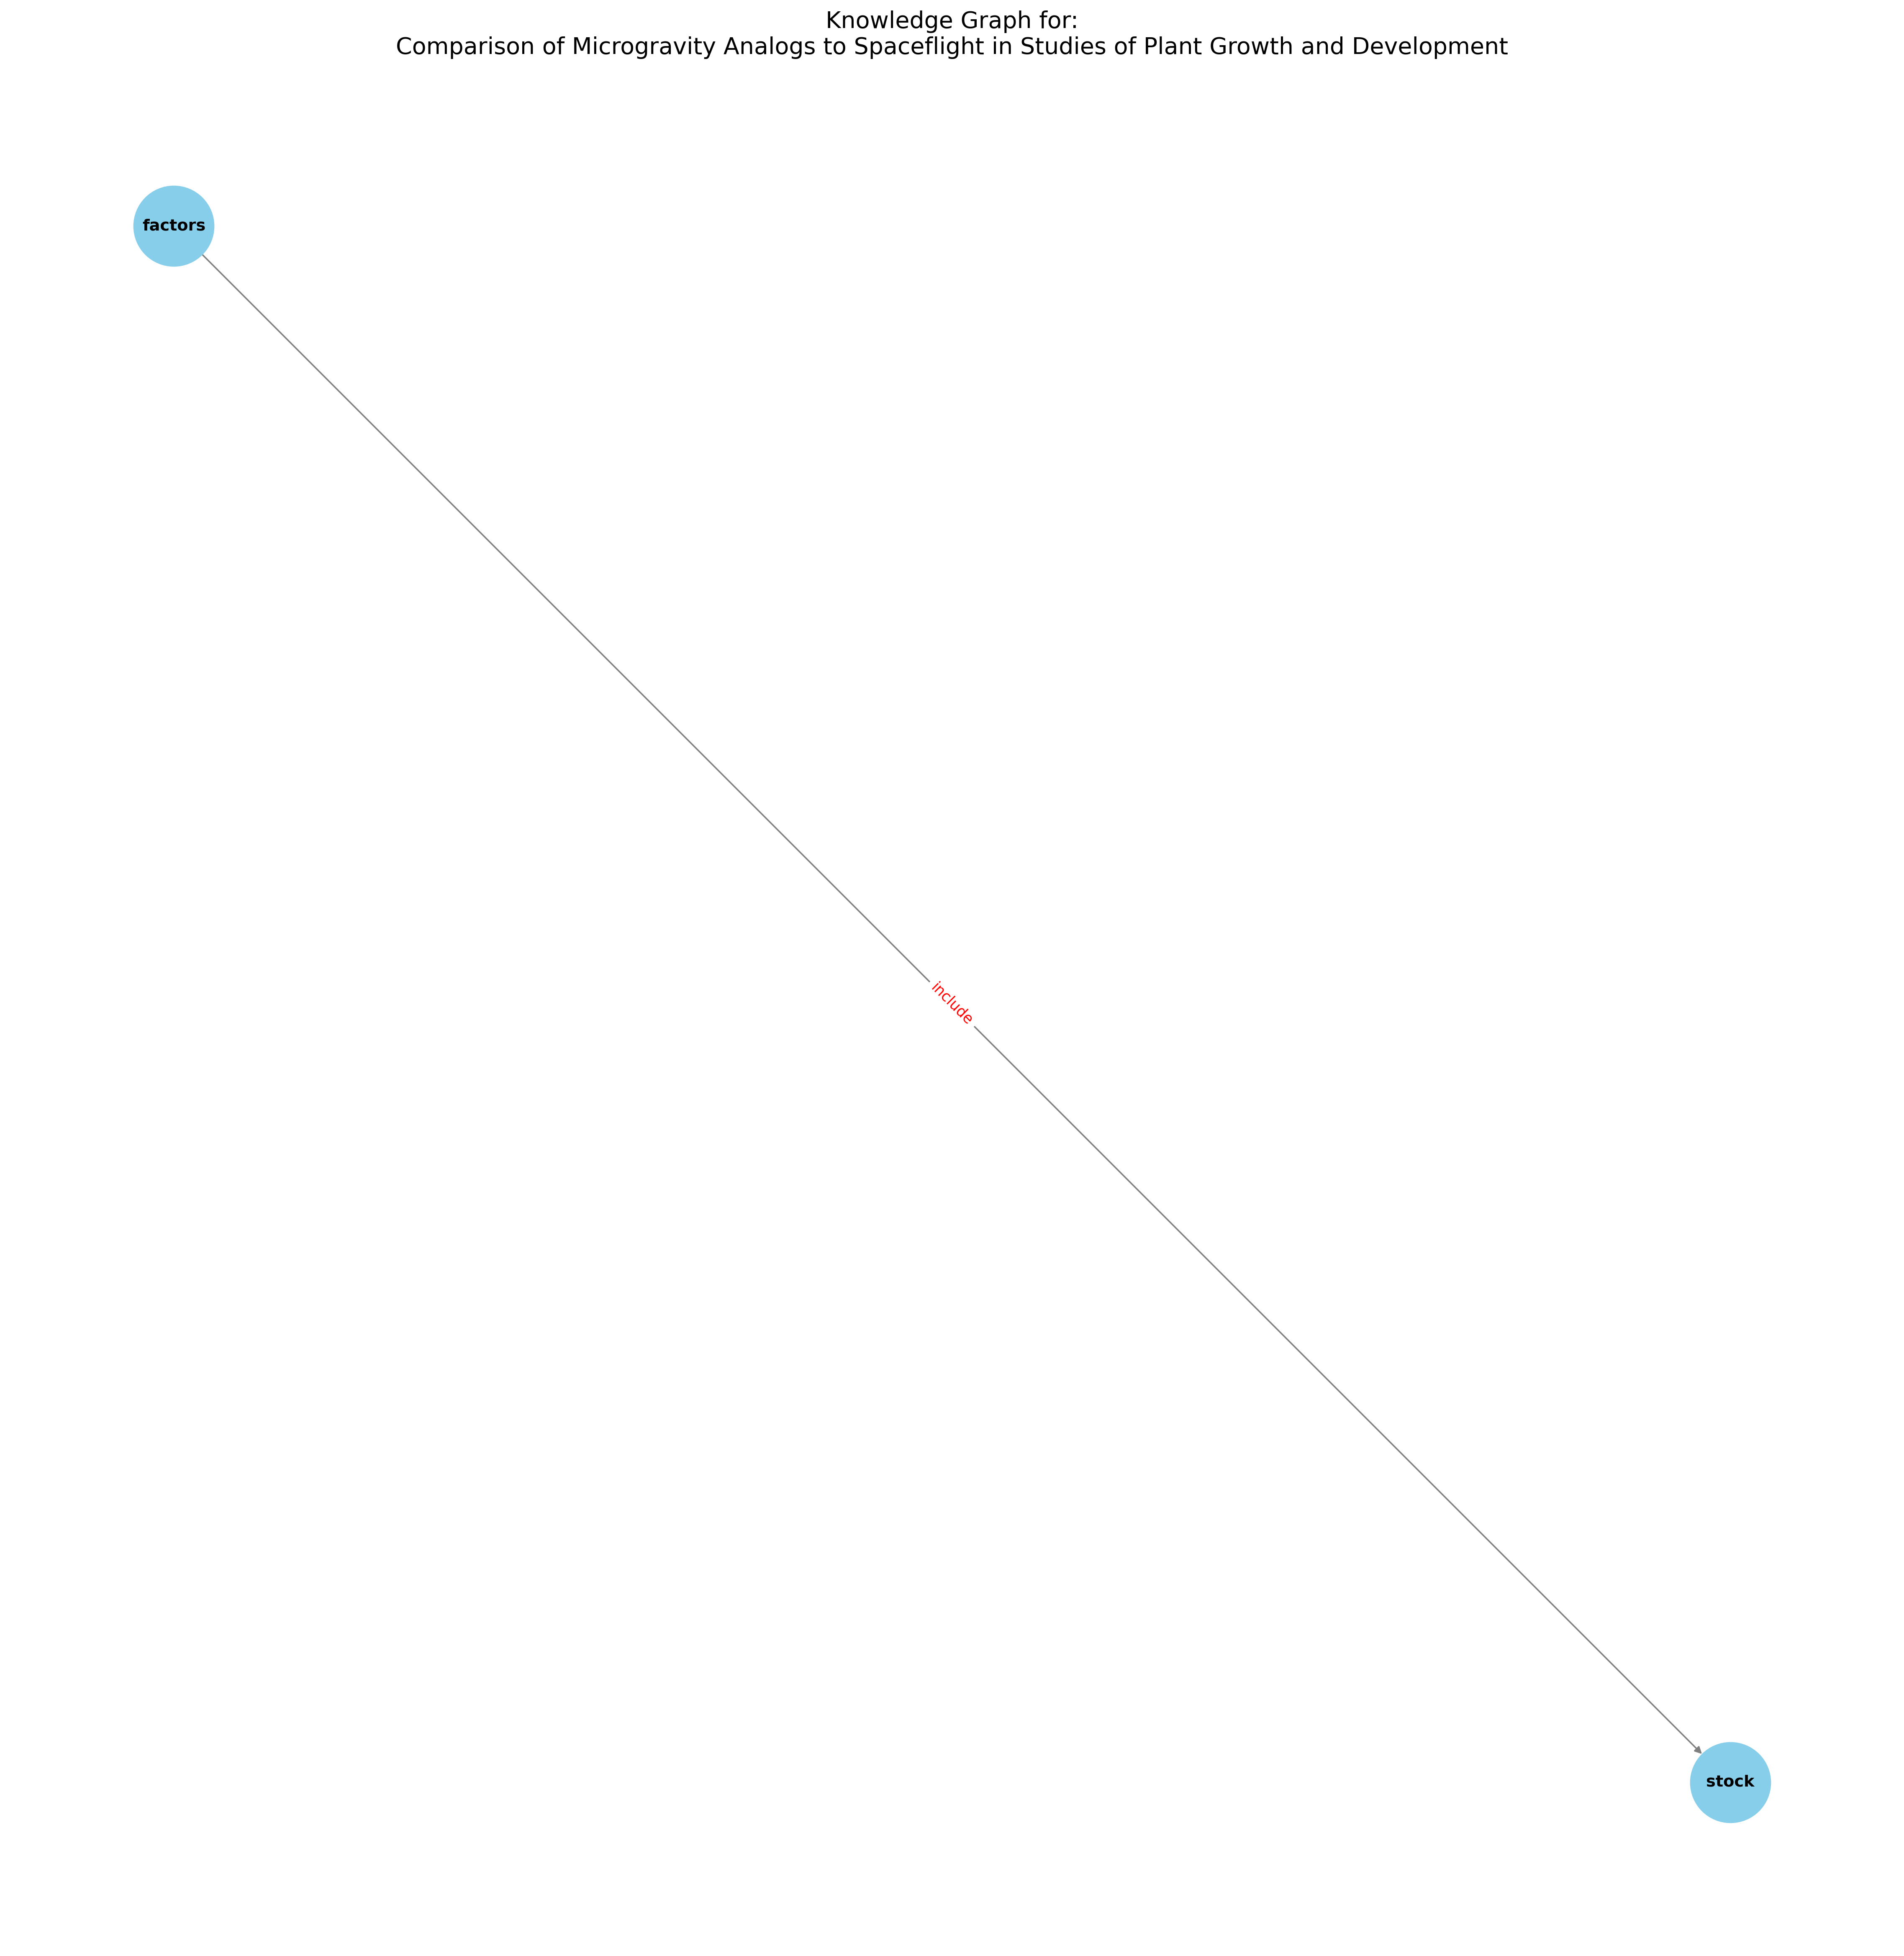 Knowledge Graph for:
Comparison of Microgravity Analogs to Spaceflight in Studies of Plant Growth and Development
factors
include
stock